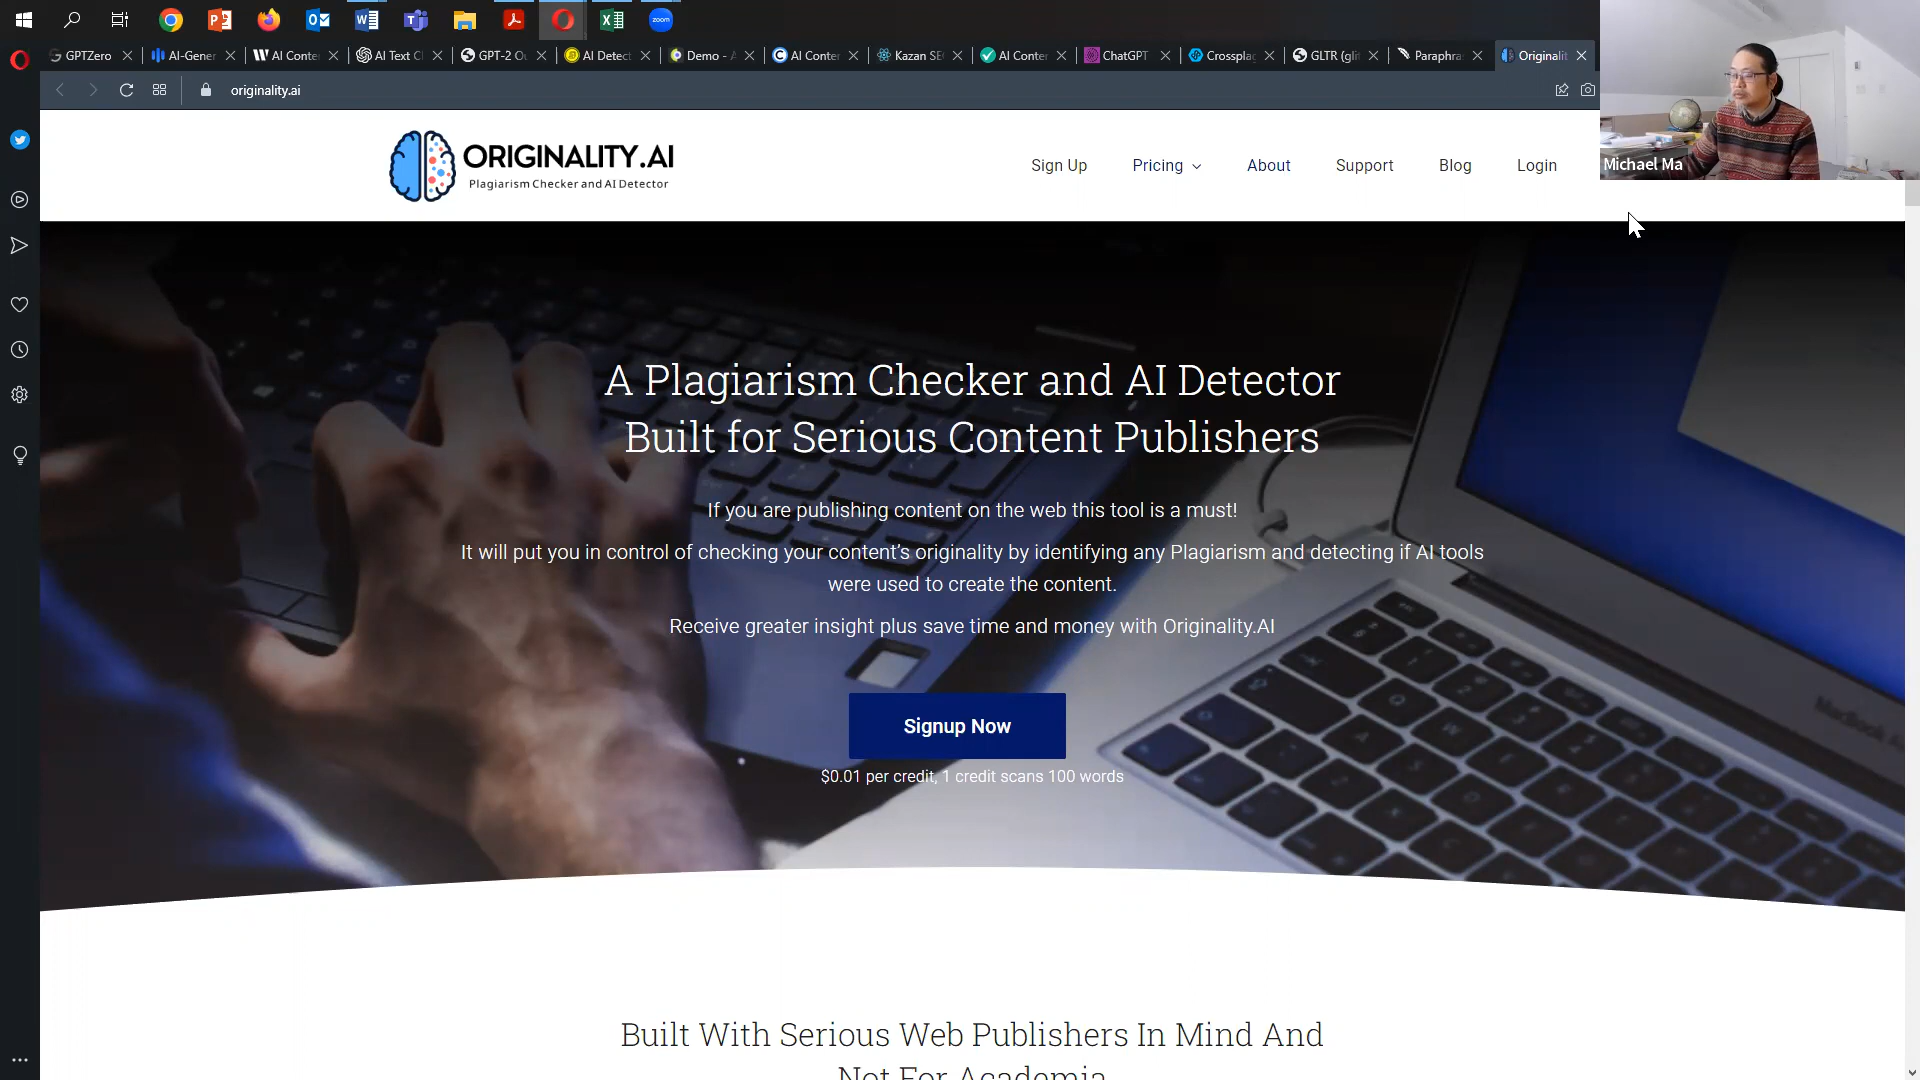 GPTZero
AI-Gener
AI Conte
AI Text Cl
GPT-2 Ou
AI Detect
Demo -
AI Conte
Kazan SE
AI Conte
ChatGPT
Crossplag
GLTR (glit
Paraphra
Originalit
originality.ai
Michael Ma
ORIGINALITY.AI
Plagiarism Checker and AI Detector
Sign Up
Pricing
About
Support
Blog
Login
A Plagiarism Checker and AI Detector
Built for Serious Content Publishers
If you are publishing content on the web this tool is a must!
It will put you in control of checking your content's originality by identifying any Plagiarism and detecting if AI tools
were used to create the content.
Receive greater insight plus save time and money with Originality.AI
Signup Now
$0.01 per credit, 1 credit scans 100 words
Built With Serious Web Publishers In Mind And
Not For Academia